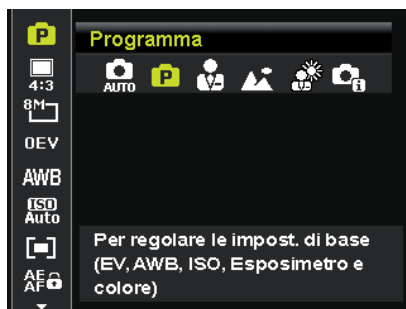 P
Programma
AUTO
P
i
4:3
8M
0EV
AWB
ISO
Auto
AE
AF
Per regolare le impost. di base
(EV, AWB, ISO, Esposimetro e
colore)